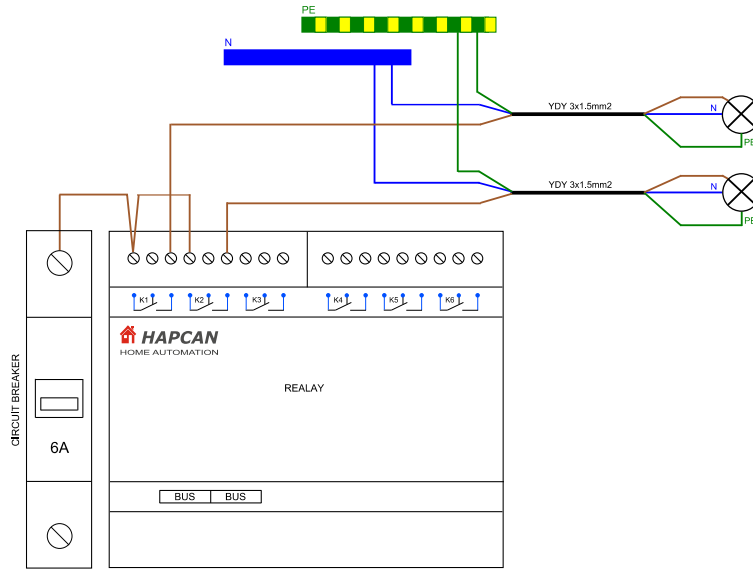 PE
N
YDY 3x1.5mm2
N
PE
YDY 3x1.5mm2
N
PE
K1
K2
K3
K4
K5
K6
HAPCAN
HOME AUTOMATION
CIRCUIT BREAKER
REALAY
6A
BUS
BUS